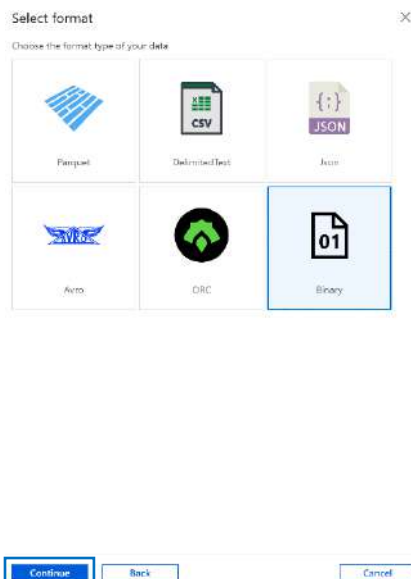 Select format
Choose the format type of your data
CSV
{;}
JSON
Parquet
DelimitedText
Json
AVRO
01
Avro
ORC
Binary
Continue
Back
Cancel